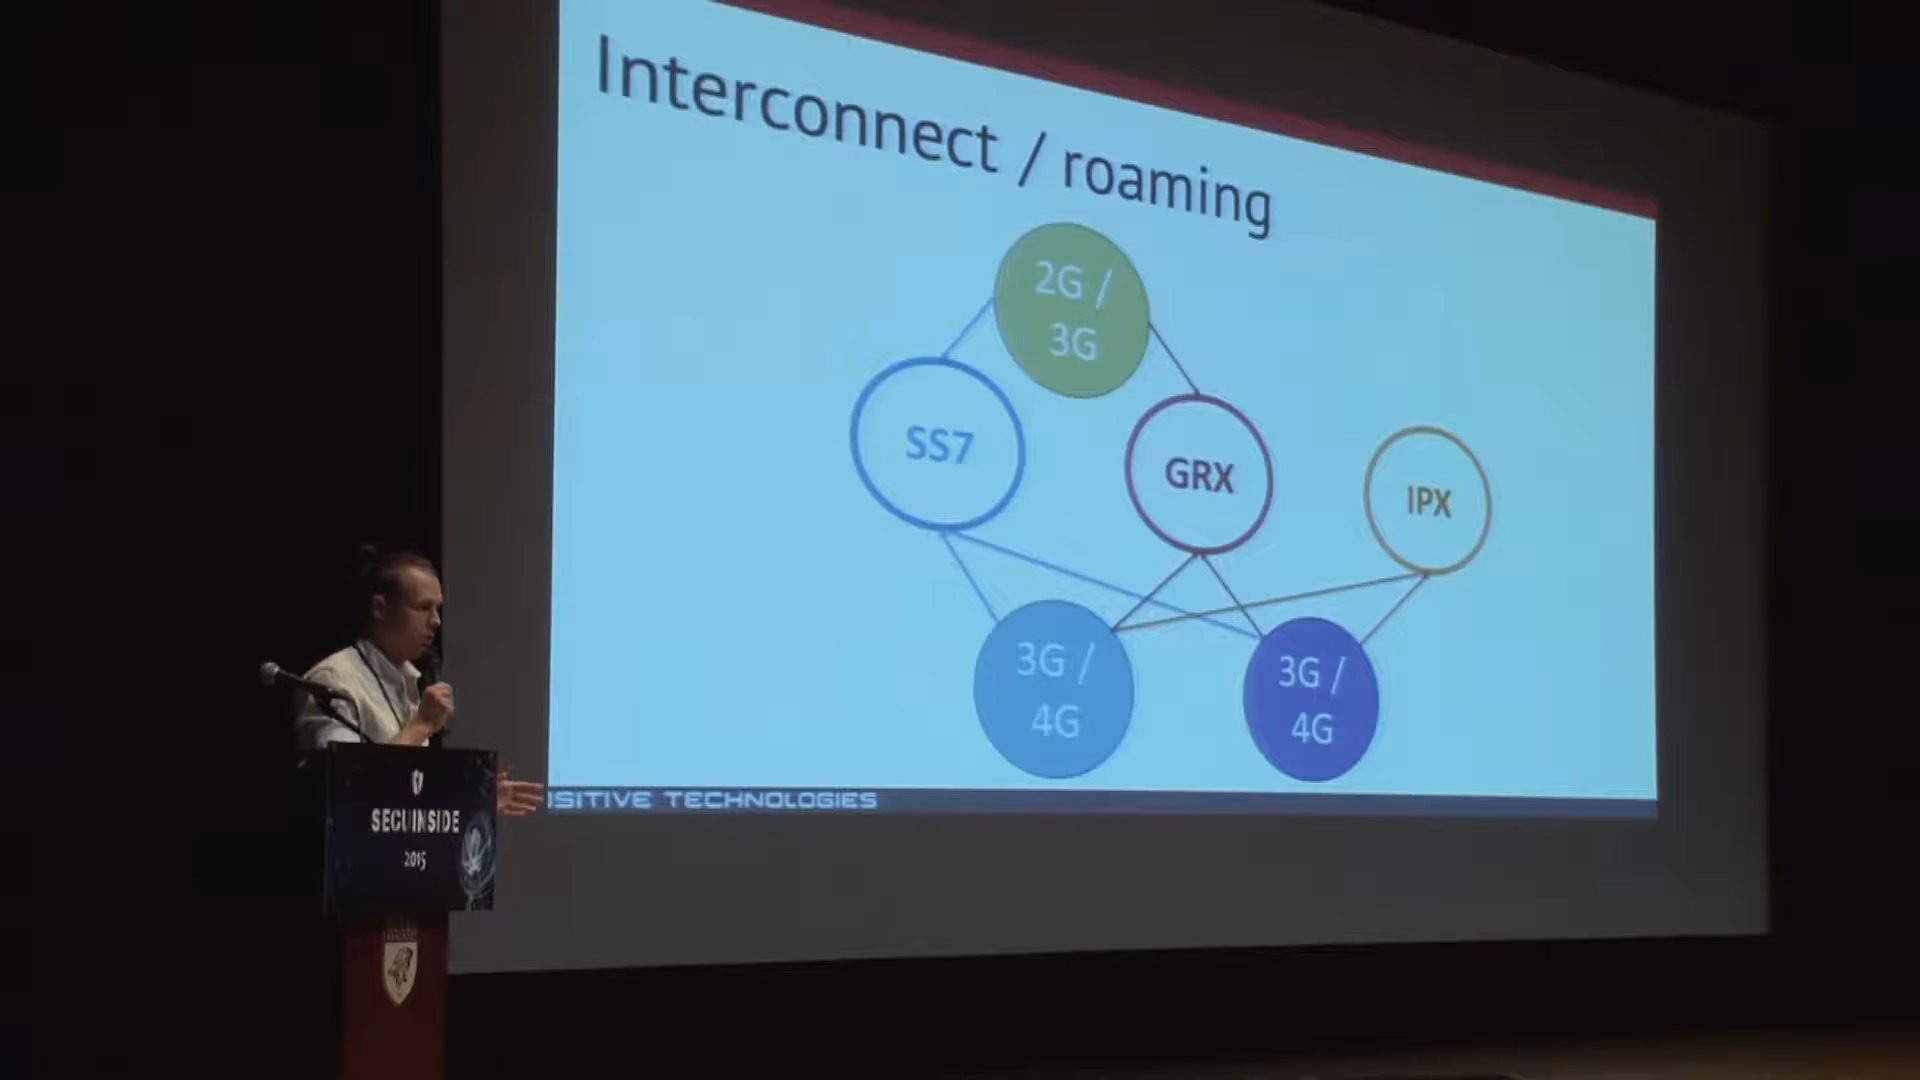 Interconnect / roaming
2G /
3G
SS7
GRX
IPX
3G /
4G
3G /
4G
SITIVE TECHNOLOGIES
SECUINSIDE
2015